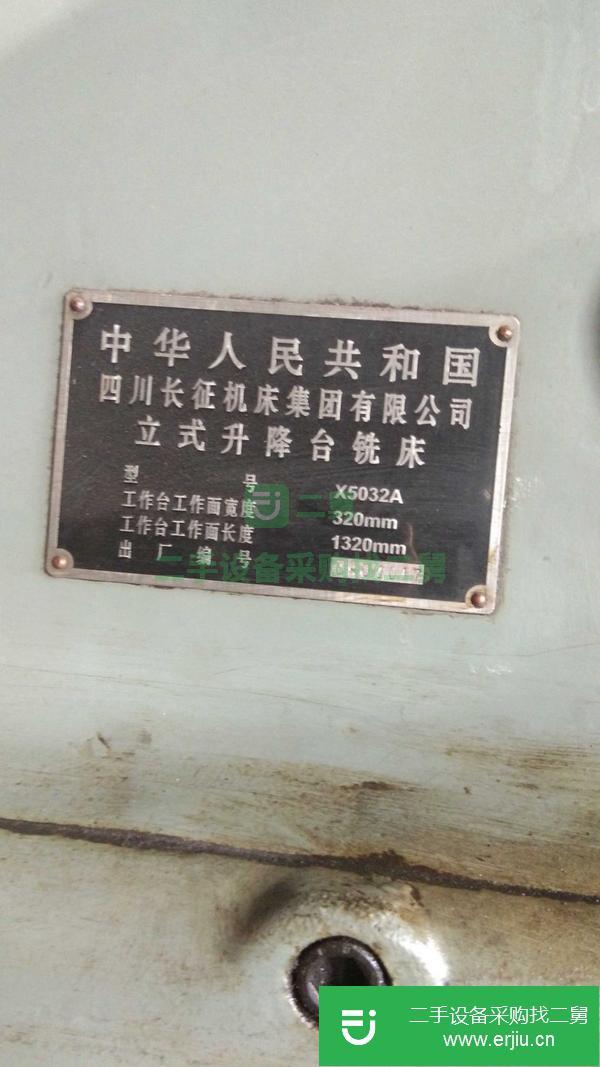 中华人民共和国
四川长征机床集团有限公司
立式升降台铣床
型号 X5032A
工作台工作面宽度 320mm
工作台工作面长度 1320mm
出厂编号
二舅
二手设备采购找二舅
二手设备采购找二舅
www.erjiu.cn